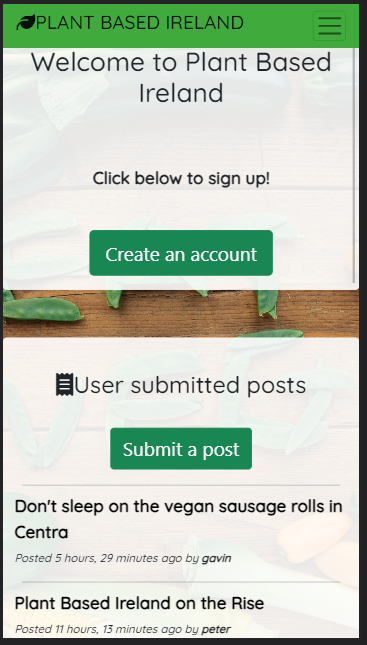 PLANT BASED IRELAND
Welcome to Plant Based
Ireland
Click below to sign up!
Create an account
User submitted posts
Submit a post
Don't sleep on the vegan sausage rolls in
Centra
Posted 5 hours, 29 minutes ago by gavin
Plant Based Ireland on the Rise
Posted 11 hours, 13 minutes ago by peter